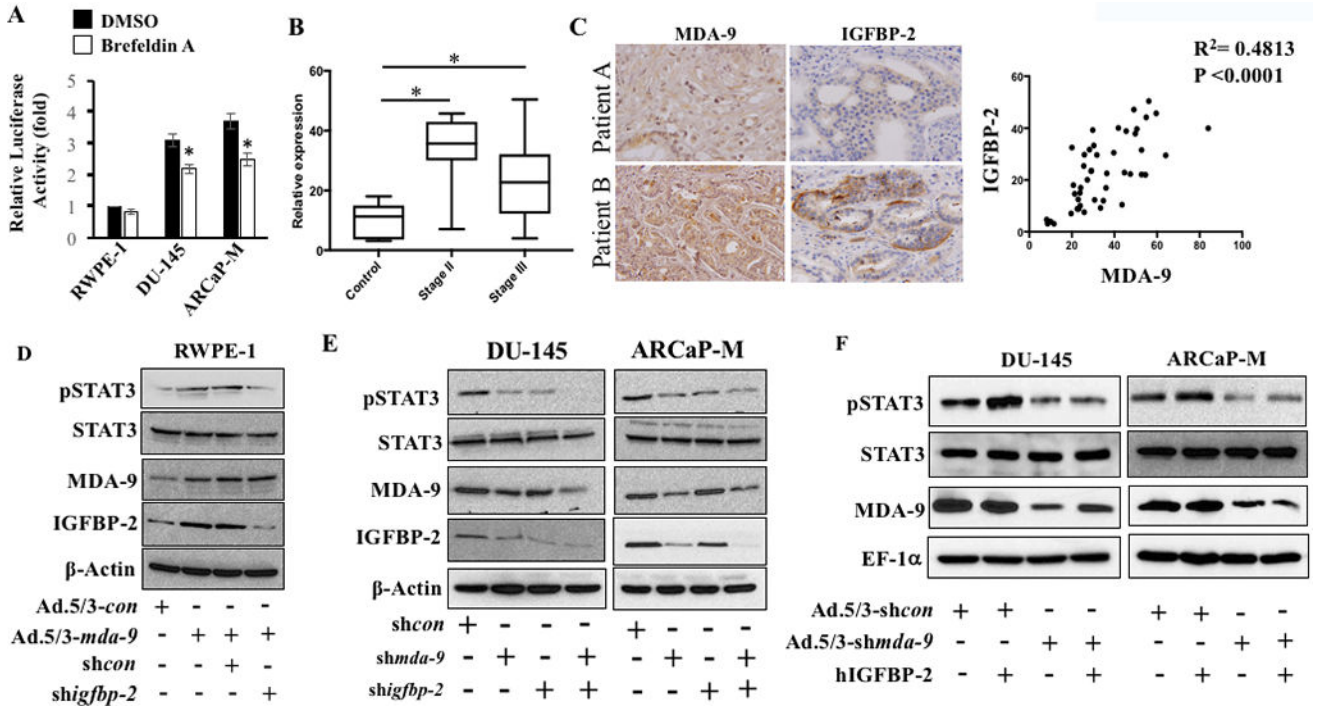 A
DMSO
Brefeldin A
Relative Luciferase
Activity (fold)
5
4
3
2
1
0
*
*
RWPE-1
DU-145
ARCaP-M
B
Relative expression
60
40
20
0
*
*
Control
Stage II
Stage III
C
MDA-9
IGFBP-2
Patient A
Patient B
R²= 0.4813
P <0.0001
IGFBP-2
60
40
20
0
0 20 40 60 80 100
MDA-9
D
RWPE-1
pSTAT3
STAT3
MDA-9
IGFBP-2
β-Actin
Ad.5/3-con + - - -
Ad.5/3-mda-9 - + + +
shcon - - + -
shigfbp-2 - - - +
E
DU-145 ARCaP-M
pSTAT3
STAT3
MDA-9
IGFBP-2
β-Actin
shcon + - - - + - - -
shmda-9 - + - + - + - +
shigfbp-2 - - + + - - + +
F
DU-145 ARCaP-M
pSTAT3
STAT3
MDA-9
EF-1α
Ad.5/3-shcon + + - - + + - -
Ad.5/3-shmda-9 - - + + - - + +
hIGFBP-2 - + - + - + - +